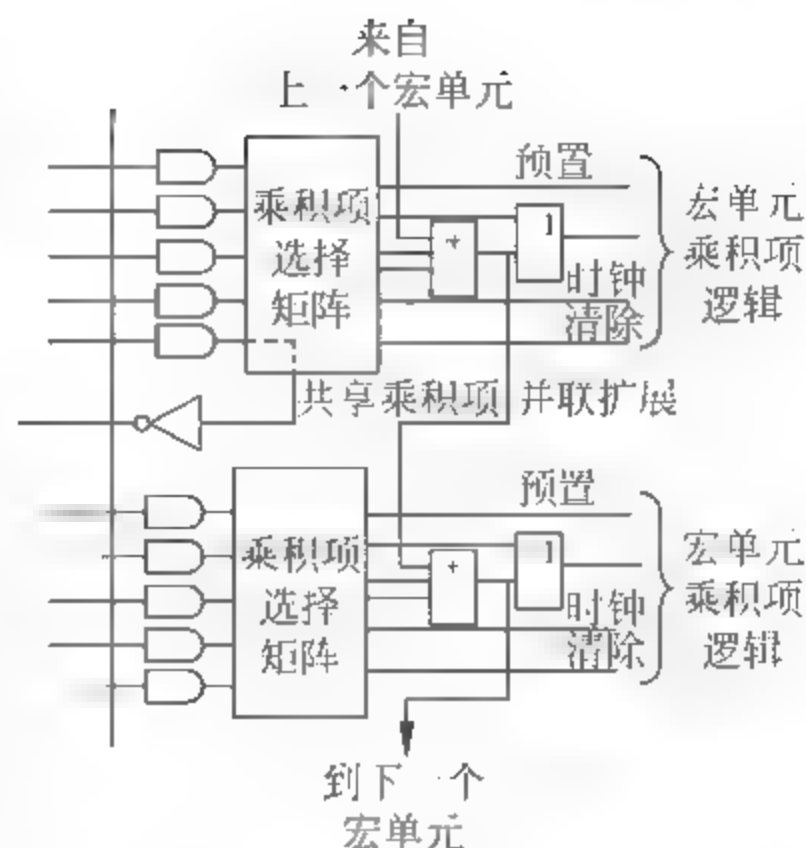 来自
上一个宏单元
预置
乘积项
选择
矩阵
+
1
时钟
清除
宏单元
乘积项
逻辑
共享乘积项
并联扩展
预置
乘积项
选择
矩阵
+
1
时钟
清除
宏单元
乘积项
逻辑
到下一个
宏单元